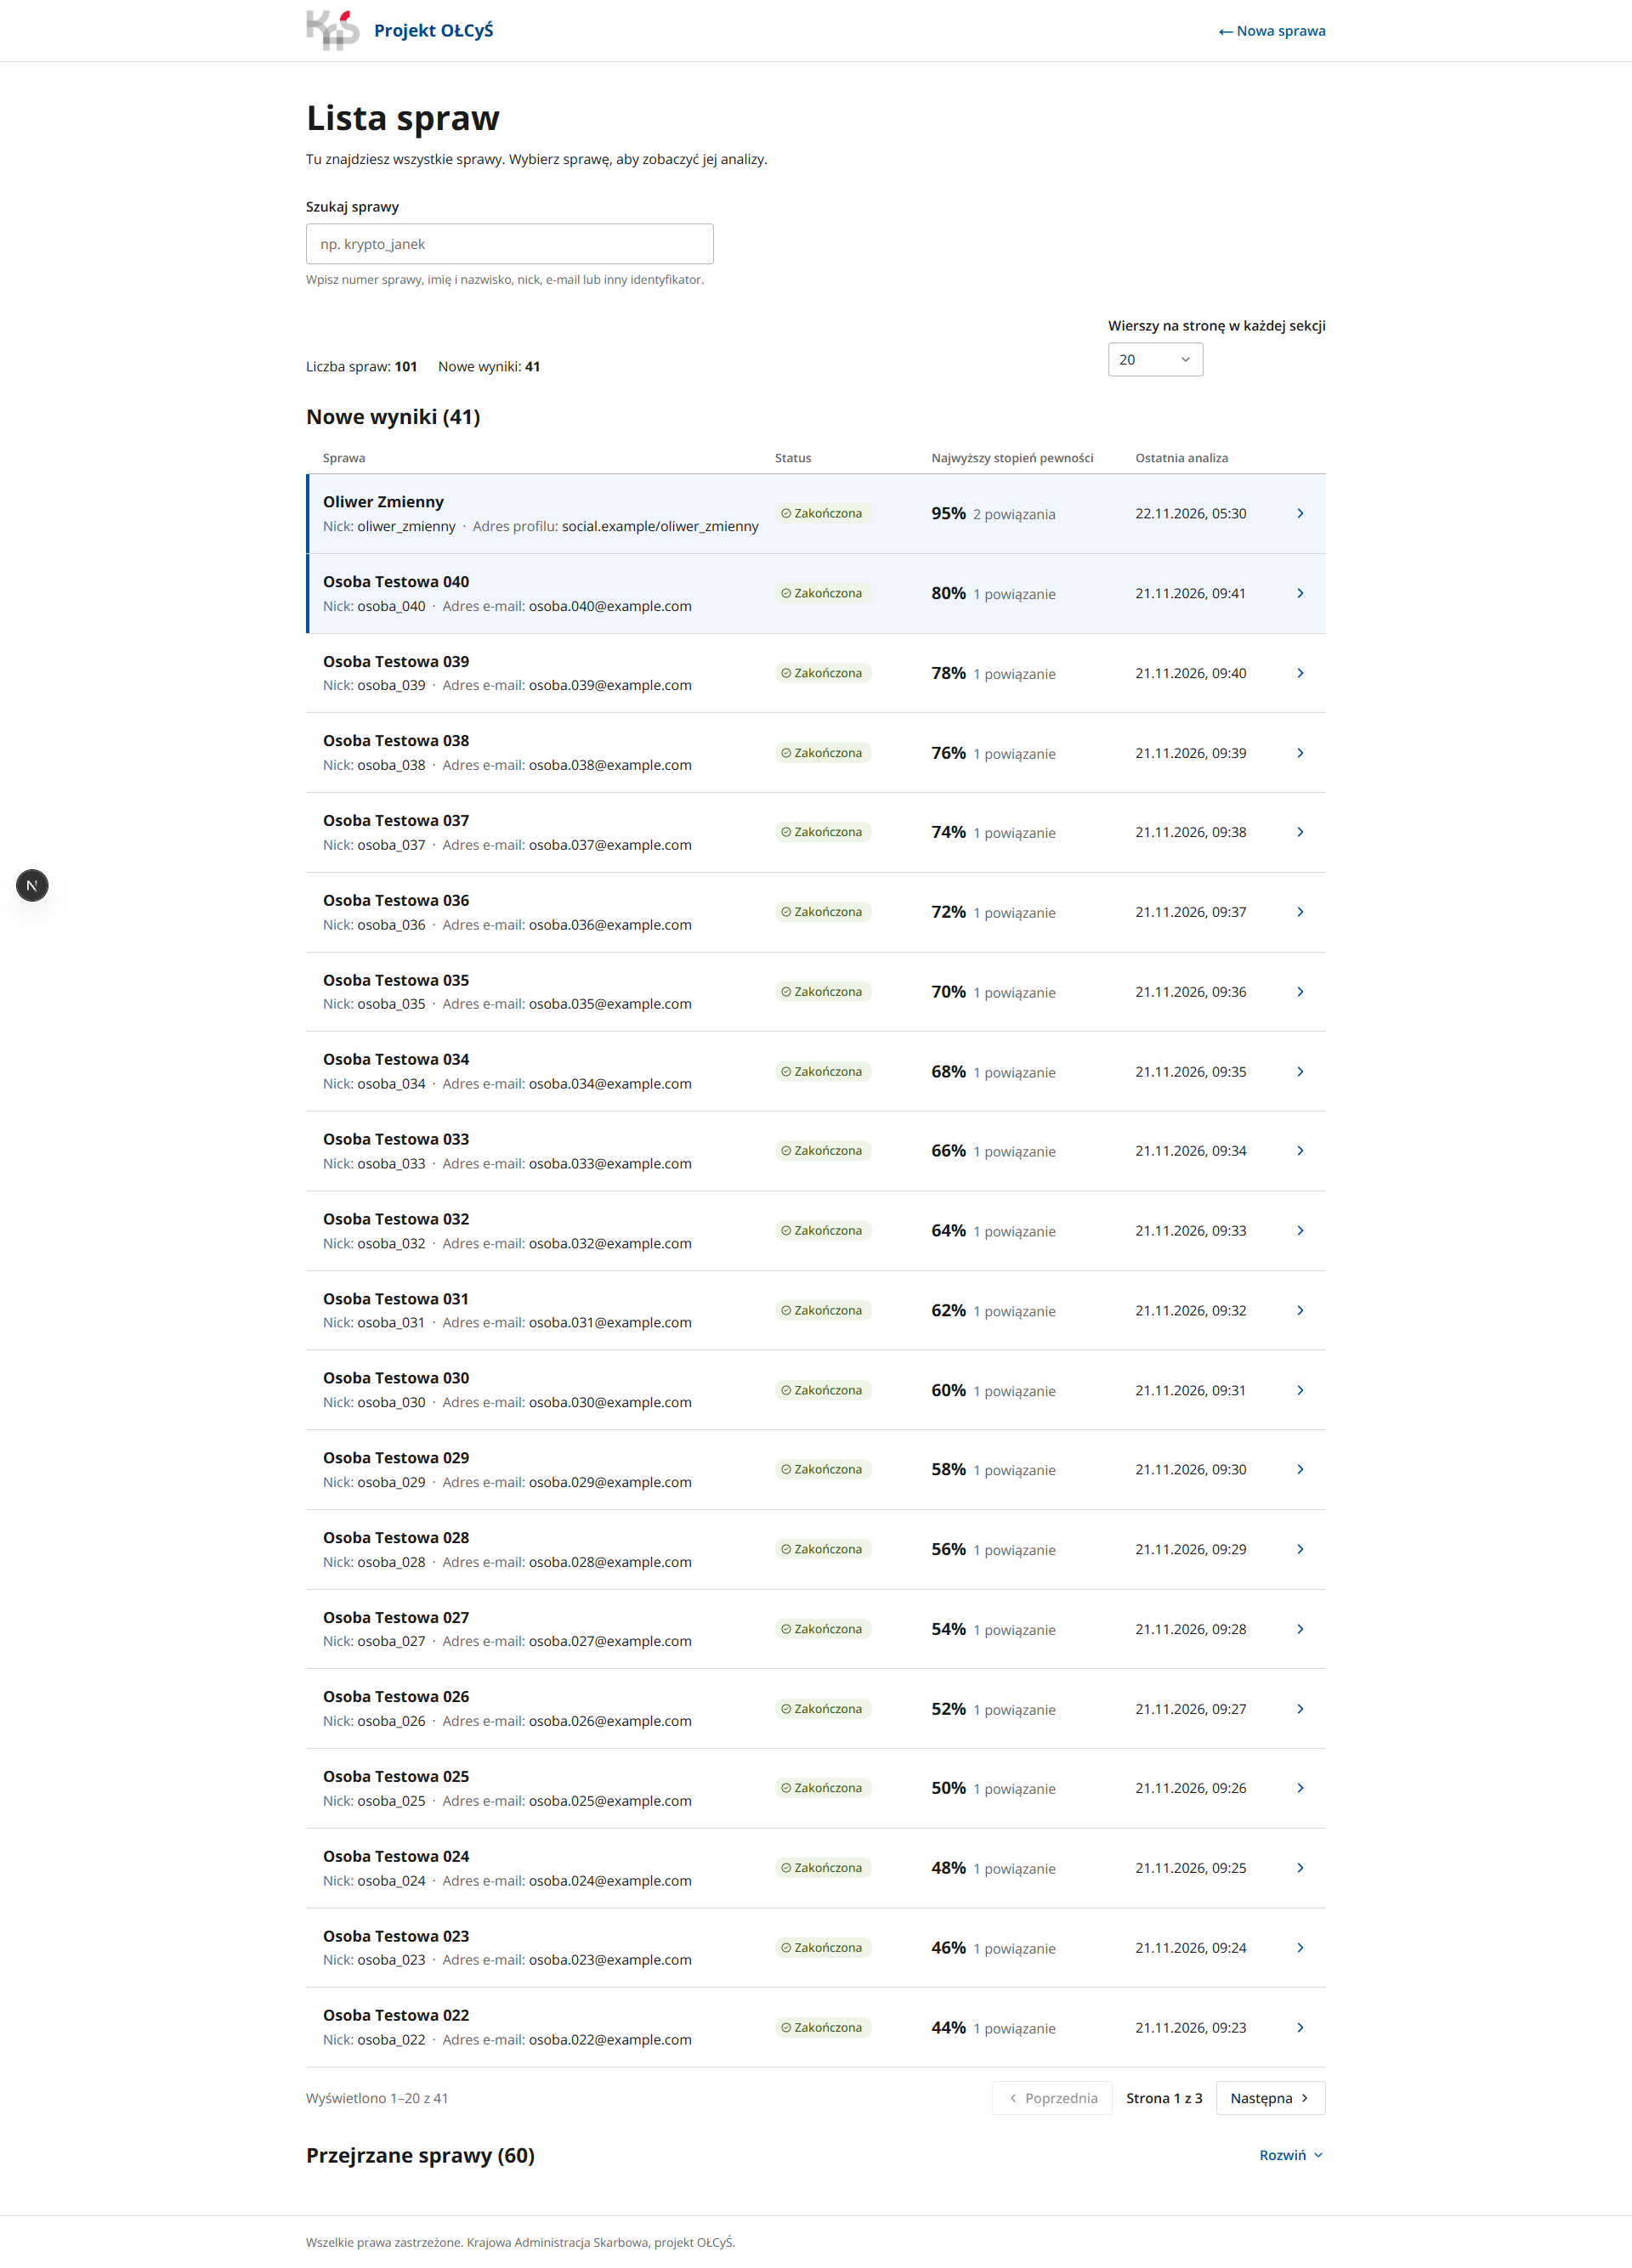 KAS Projekt OŁCyŚ
← Nowa sprawa
Lista spraw
Tu znajdziesz wszystkie sprawy. Wybierz sprawę, aby zobaczyć jej analizy.
Szukaj sprawy
np. krypto_janek
Wpisz numer sprawy, imię i nazwisko, nick, e-mail lub inny identyfikator.
Wierszy na stronę w każdej sekcji
Liczba spraw: 101 Nowe wyniki: 41
20
Nowe wyniki (41)
Sprawa Status Najwyższy stopień pewności Ostatnia analiza
Oliwer Zmienny
Nick: oliwer_zmienny · Adres profilu: social.example/oliwer_zmienny
Zakończona 95% 2 powiązania 22.11.2026, 05:30
Osoba Testowa 040
Nick: osoba_040 · Adres e-mail: osoba.040@example.com
Zakończona 80% 1 powiązanie 21.11.2026, 09:41
Osoba Testowa 039
Nick: osoba_039 · Adres e-mail: osoba.039@example.com
Zakończona 78% 1 powiązanie 21.11.2026, 09:40
Osoba Testowa 038
Nick: osoba_038 · Adres e-mail: osoba.038@example.com
Zakończona 76% 1 powiązanie 21.11.2026, 09:39
Osoba Testowa 037
Nick: osoba_037 · Adres e-mail: osoba.037@example.com
Zakończona 74% 1 powiązanie 21.11.2026, 09:38
Osoba Testowa 036
Nick: osoba_036 · Adres e-mail: osoba.036@example.com
Zakończona 72% 1 powiązanie 21.11.2026, 09:37
Osoba Testowa 035
Nick: osoba_035 · Adres e-mail: osoba.035@example.com
Zakończona 70% 1 powiązanie 21.11.2026, 09:36
Osoba Testowa 034
Nick: osoba_034 · Adres e-mail: osoba.034@example.com
Zakończona 68% 1 powiązanie 21.11.2026, 09:35
Osoba Testowa 033
Nick: osoba_033 · Adres e-mail: osoba.033@example.com
Zakończona 66% 1 powiązanie 21.11.2026, 09:34
Osoba Testowa 032
Nick: osoba_032 · Adres e-mail: osoba.032@example.com
Zakończona 64% 1 powiązanie 21.11.2026, 09:33
Osoba Testowa 031
Nick: osoba_031 · Adres e-mail: osoba.031@example.com
Zakończona 62% 1 powiązanie 21.11.2026, 09:32
Osoba Testowa 030
Nick: osoba_030 · Adres e-mail: osoba.030@example.com
Zakończona 60% 1 powiązanie 21.11.2026, 09:31
Osoba Testowa 029
Nick: osoba_029 · Adres e-mail: osoba.029@example.com
Zakończona 58% 1 powiązanie 21.11.2026, 09:30
Osoba Testowa 028
Nick: osoba_028 · Adres e-mail: osoba.028@example.com
Zakończona 56% 1 powiązanie 21.11.2026, 09:29
Osoba Testowa 027
Nick: osoba_027 · Adres e-mail: osoba.027@example.com
Zakończona 54% 1 powiązanie 21.11.2026, 09:28
Osoba Testowa 026
Nick: osoba_026 · Adres e-mail: osoba.026@example.com
Zakończona 52% 1 powiązanie 21.11.2026, 09:27
Osoba Testowa 025
Nick: osoba_025 · Adres e-mail: osoba.025@example.com
Zakończona 50% 1 powiązanie 21.11.2026, 09:26
Osoba Testowa 024
Nick: osoba_024 · Adres e-mail: osoba.024@example.com
Zakończona 48% 1 powiązanie 21.11.2026, 09:25
Osoba Testowa 023
Nick: osoba_023 · Adres e-mail: osoba.023@example.com
Zakończona 46% 1 powiązanie 21.11.2026, 09:24
Osoba Testowa 022
Nick: osoba_022 · Adres e-mail: osoba.022@example.com
Zakończona 44% 1 powiązanie 21.11.2026, 09:23
Wyświetlono 1–20 z 41
Poprzednia Strona 1 z 3 Następna
Przejrzane sprawy (60) Rozwiń
Wszelkie prawa zastrzeżone. Krajowa Administracja Skarbowa, projekt OŁCyŚ.
N